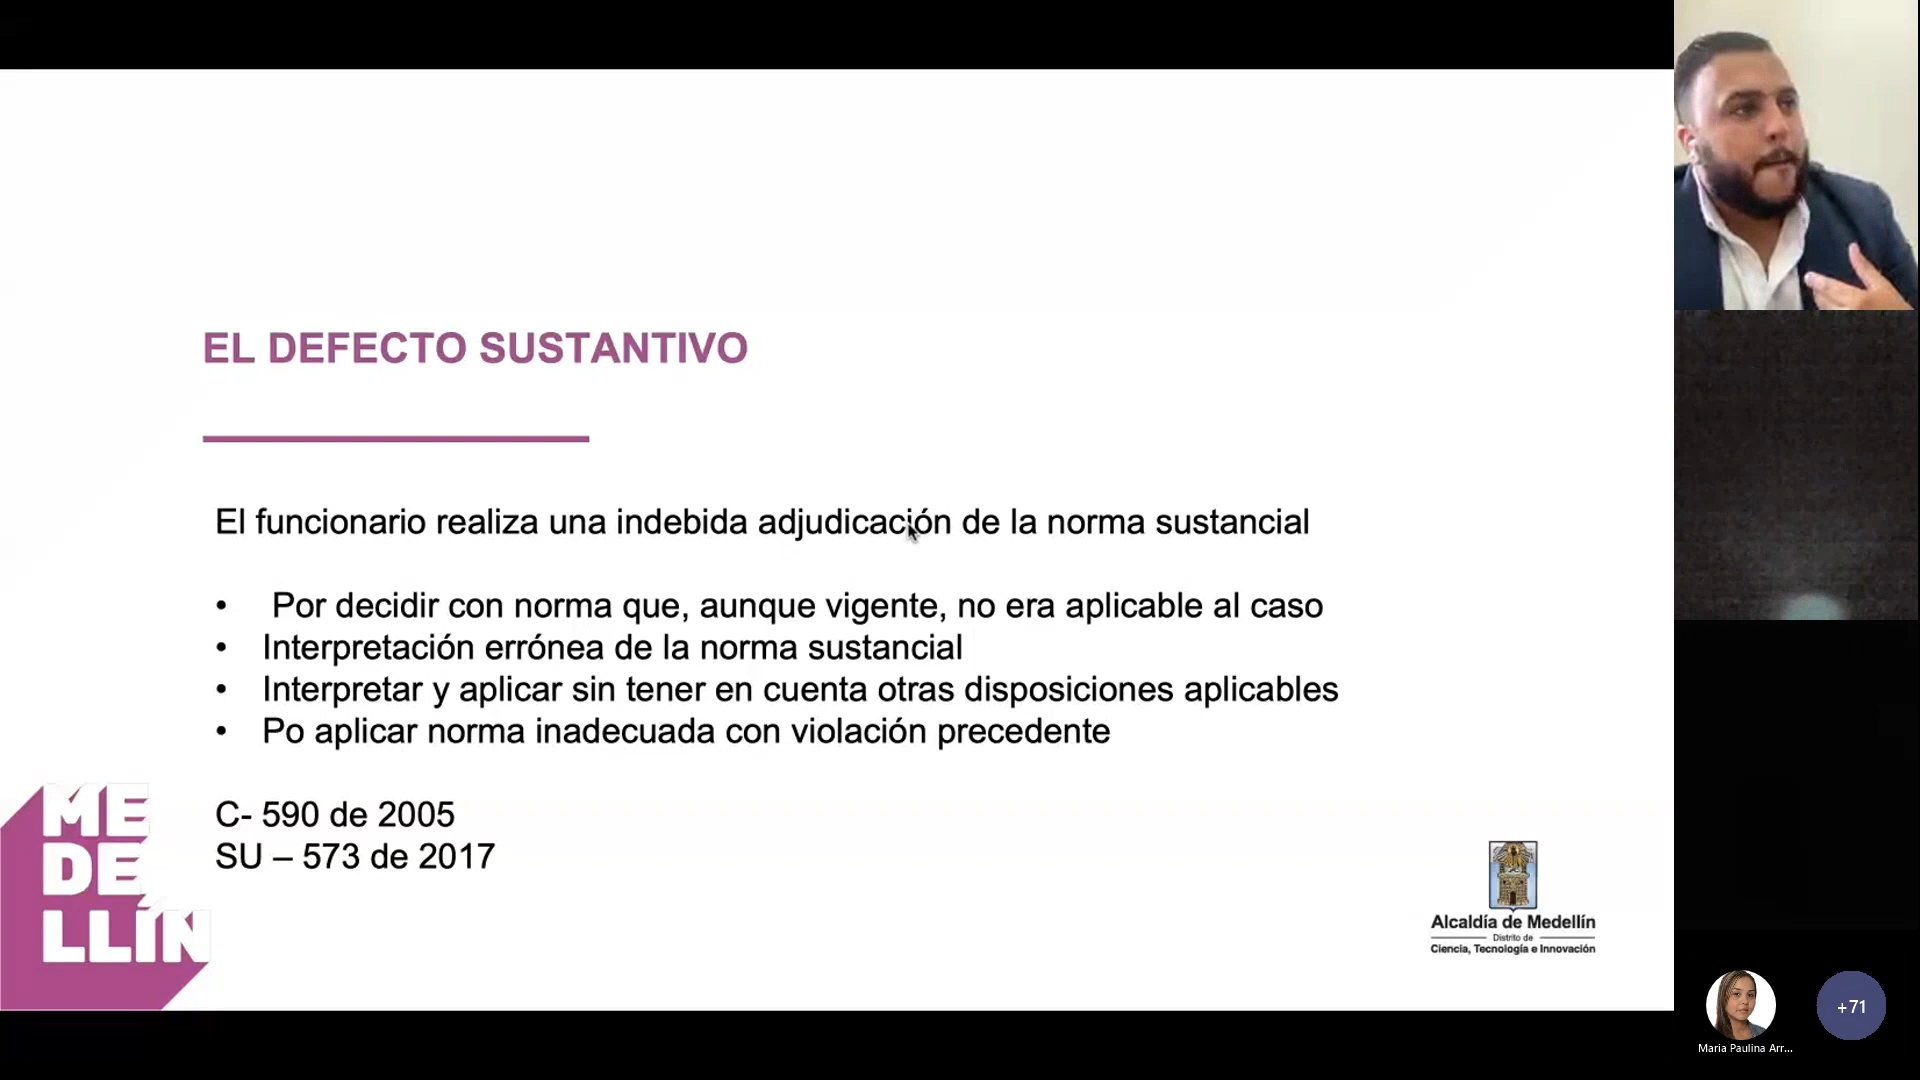 EL DEFECTO SUSTANTIVO
El funcionario realiza una indebida adjudicación de la norma sustancial
• Por decidir con norma que, aunque vigente, no era aplicable al caso
• Interpretación errónea de la norma sustancial
• Interpretar y aplicar sin tener en cuenta otras disposiciones aplicables
• Po aplicar norma inadecuada con violación precedente
C- 590 de 2005
SU – 573 de 2017
ME
DE
LLÍN
Alcaldía de Medellín
Distrito de
Ciencia, Tecnología e Innovación
+71
Maria Paulina Arr...